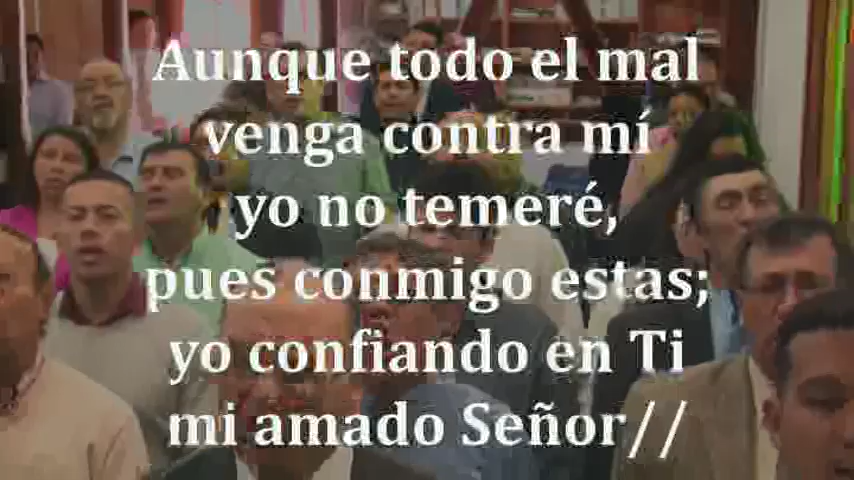 Aunque todo el mal
venga contra mí
yo no temeré,
pues conmigo estas;
yo confiando en Ti
mi amado Señor//